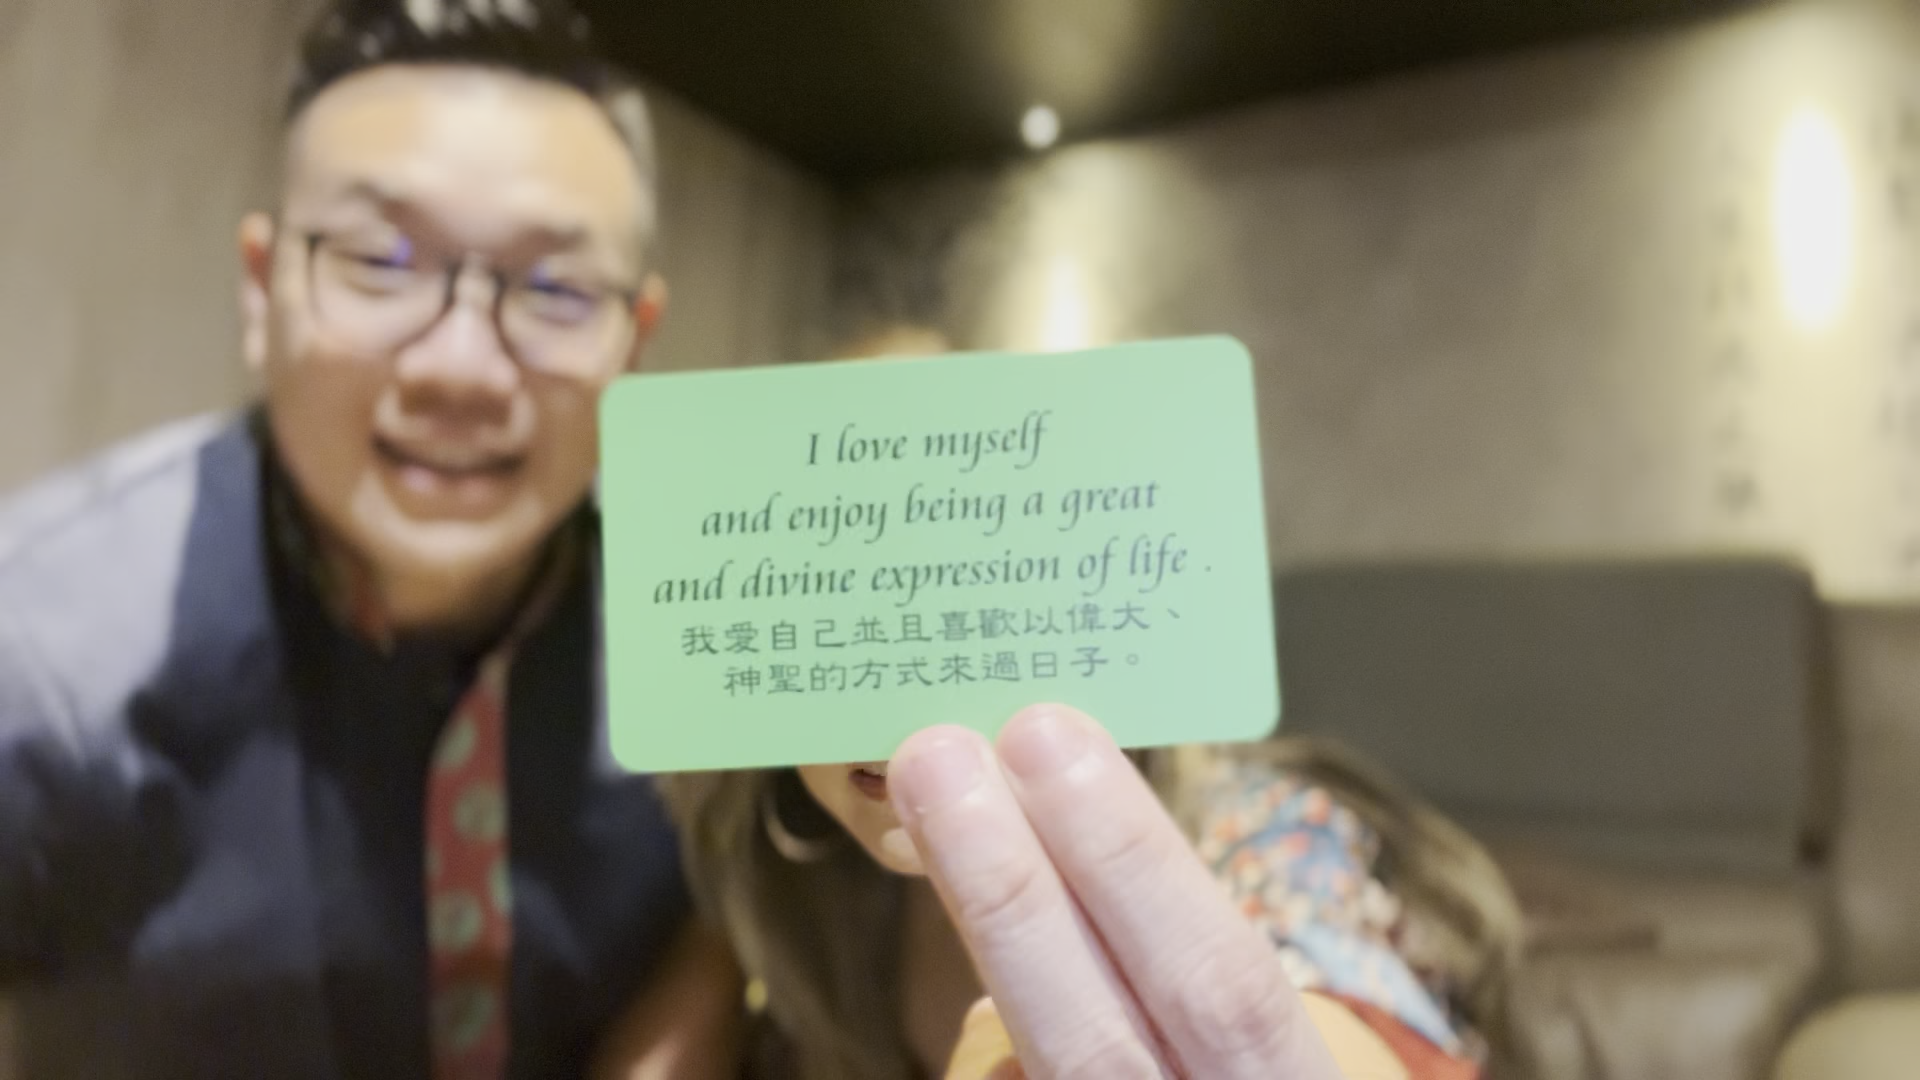 I love myself
and enjoy being a great
and divine expression of life .
我愛自己並且喜歡以偉大、
神聖的方式來過日子。